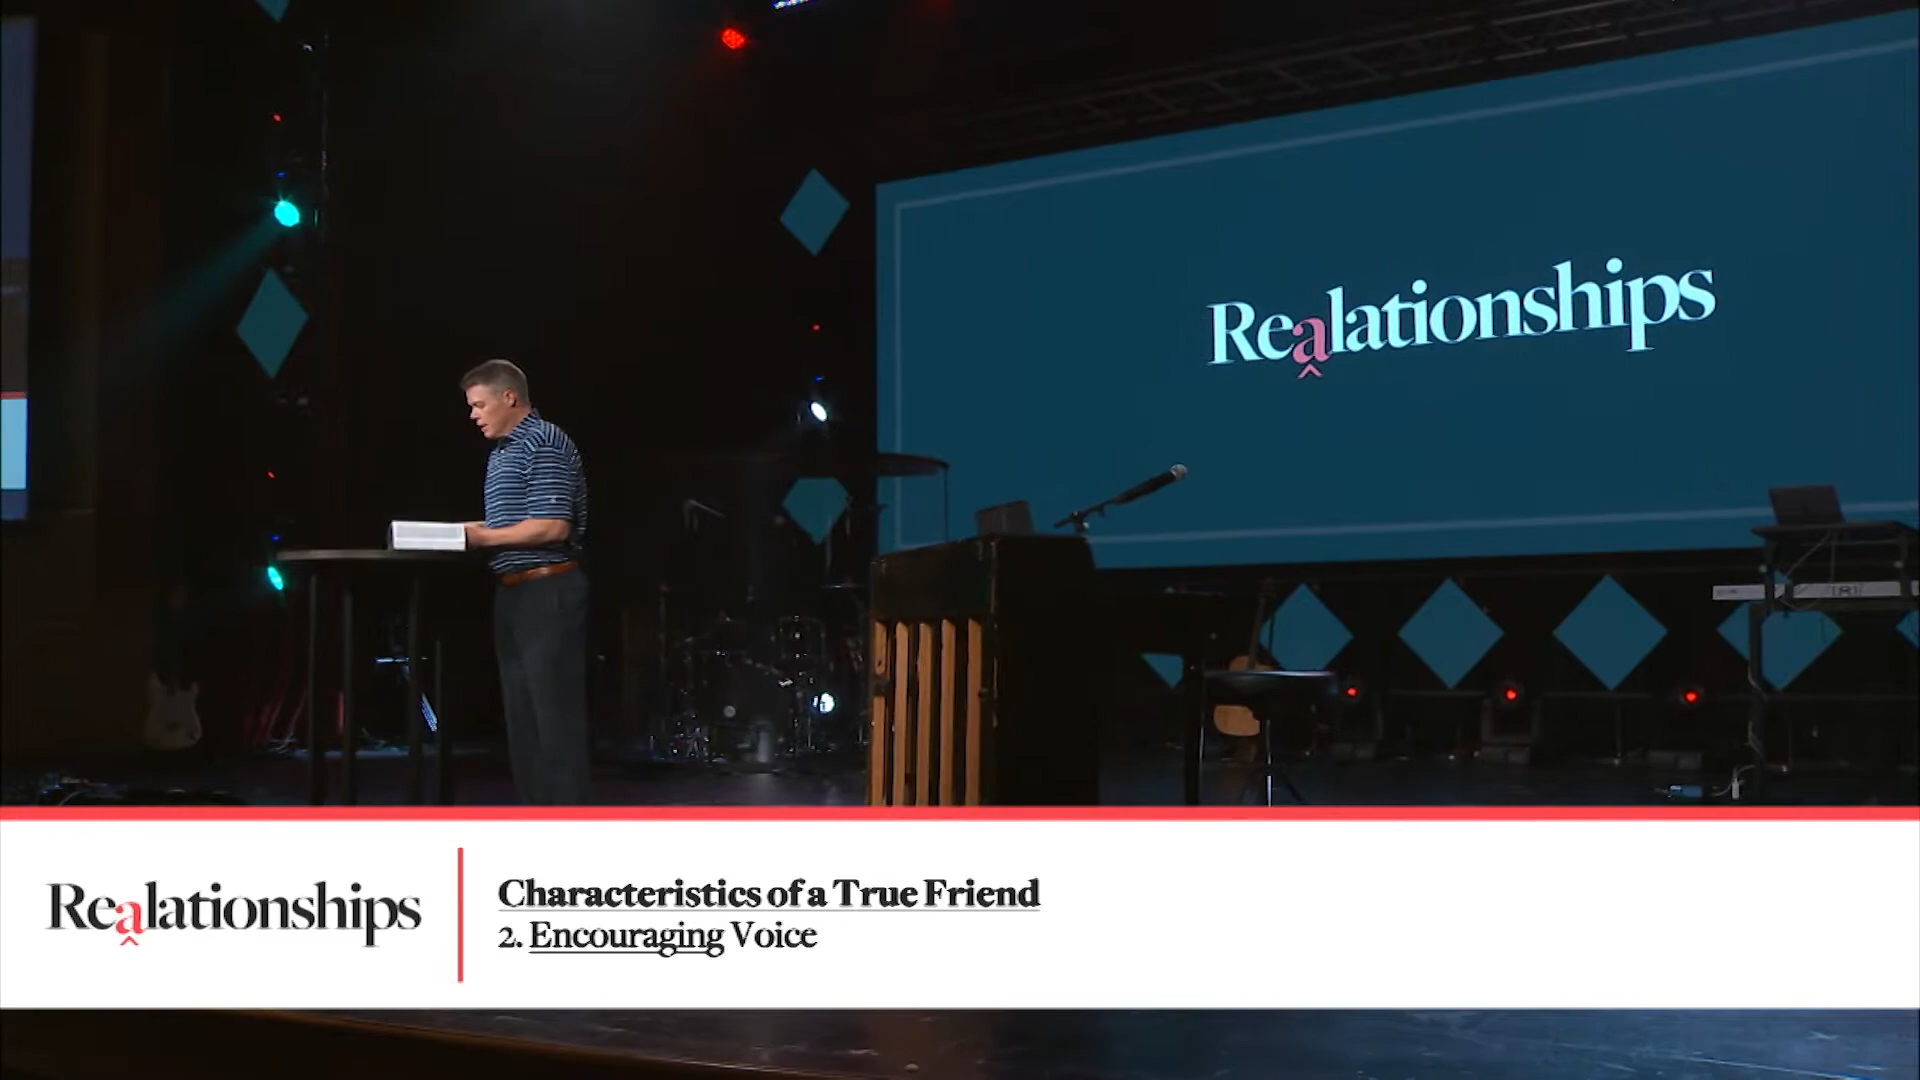 Realationships
Realationships
Characteristics of a True Friend
2. Encouraging Voice